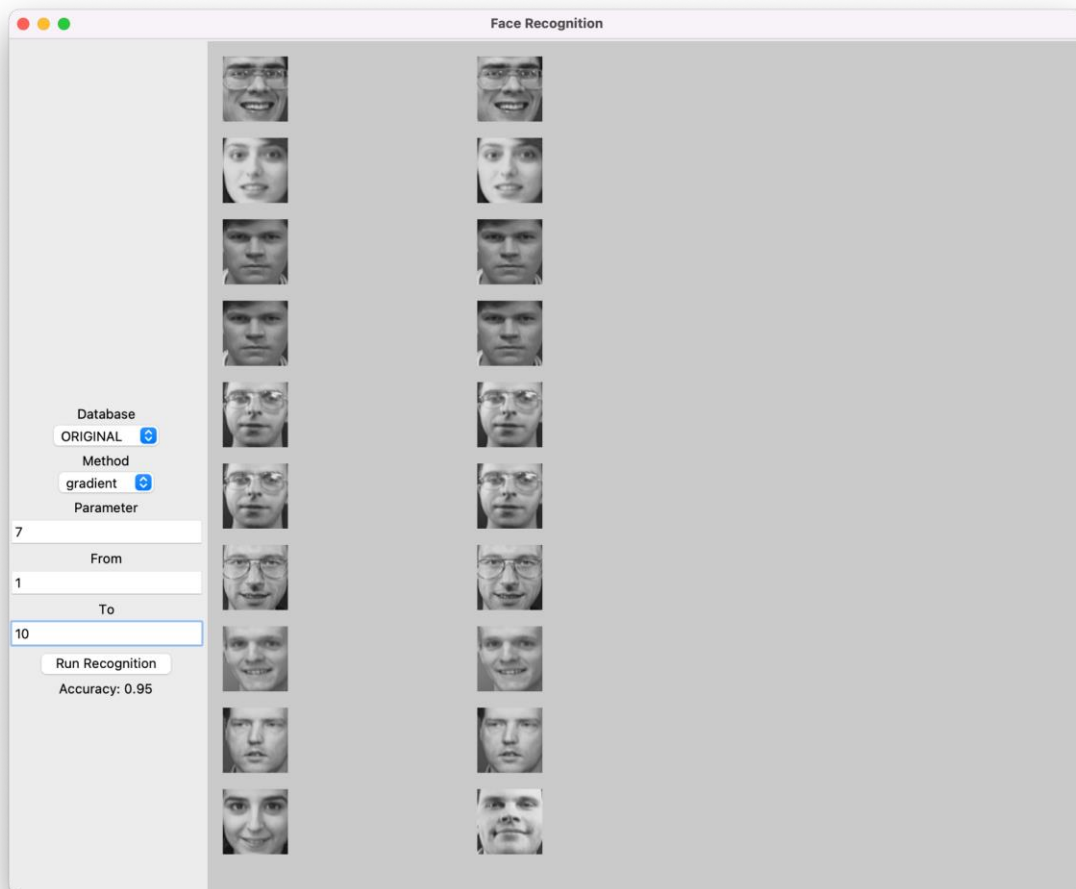 Face Recognition
Database
ORIGINAL
Method
gradient
Parameter
7
From
1
To
10
Run Recognition
Accuracy: 0.95